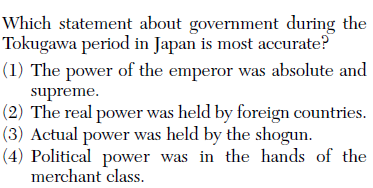 Which statement about government during the
Tokugawa period in Japan is most accurate?
(1) The power of the emperor was absolute and
supreme.
(2) The real power was held by foreign countries.
(3) Actual power was held by the shogun.
(4) Political power was in the hands of the
merchant class.